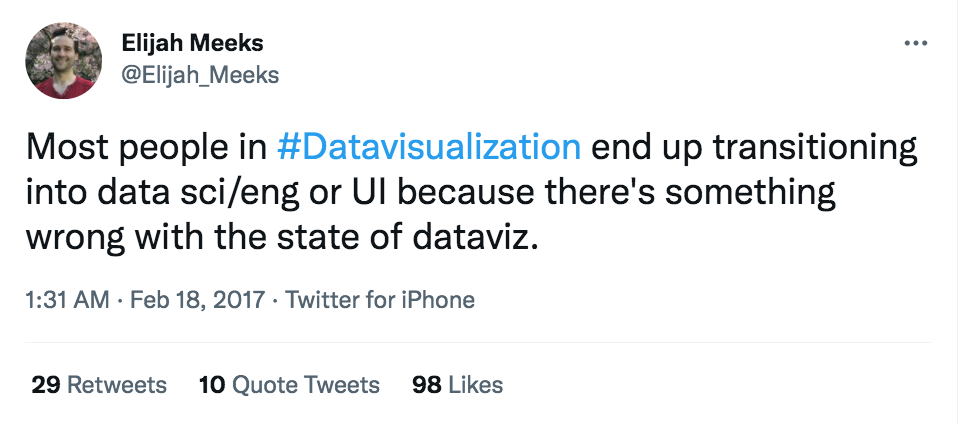 Elijah Meeks
@Elijah_Meeks
Most people in #Datavisualization end up transitioning
into data sci/eng or UI because there's something
wrong with the state of dataviz.
1:31 AM · Feb 18, 2017 · Twitter for iPhone
29 Retweets 10 Quote Tweets 98 Likes